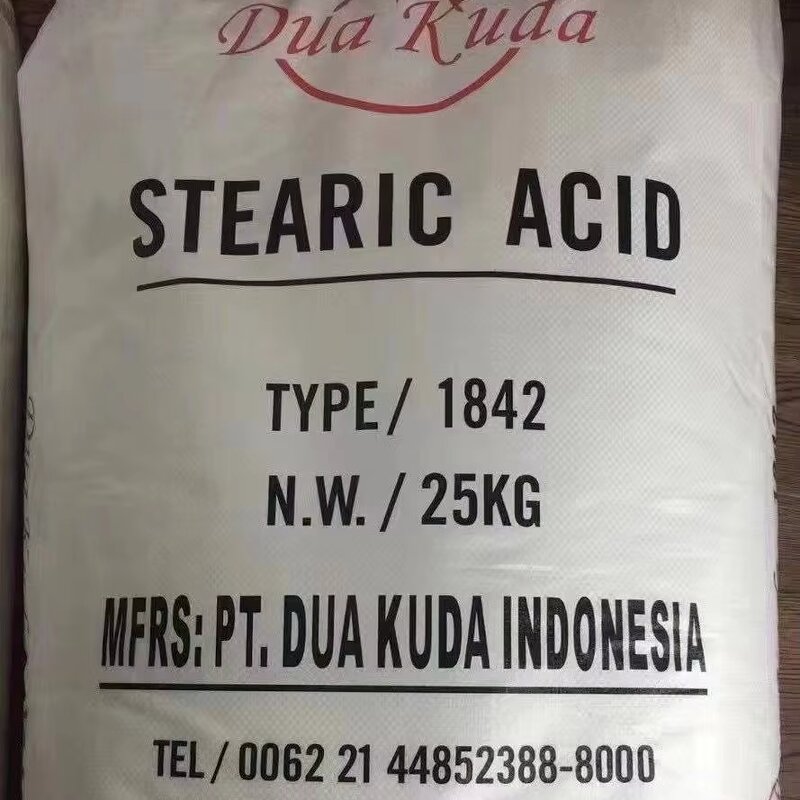 Dua Kuda
STEARIC ACID
TYPE/ 1842
N.W. / 25KG
MFRS: PT. DUA KUDA INDONESIA
TEL / 0062 21 44852388-8000